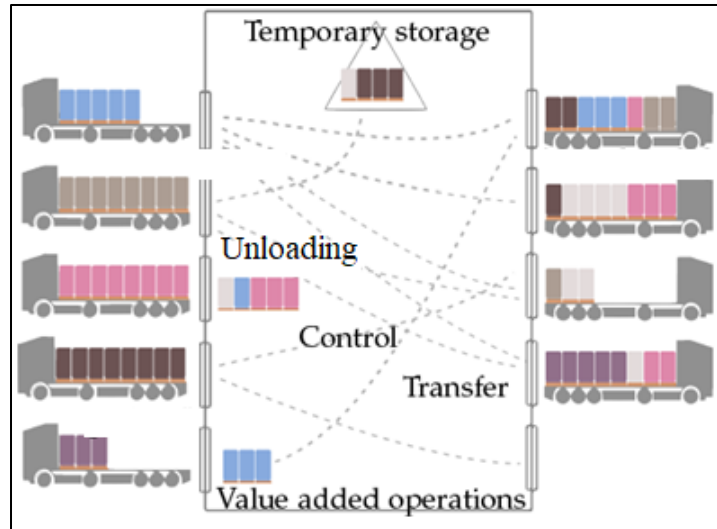 Temporary storage
Unloading
Control
Transfer
Value added operations